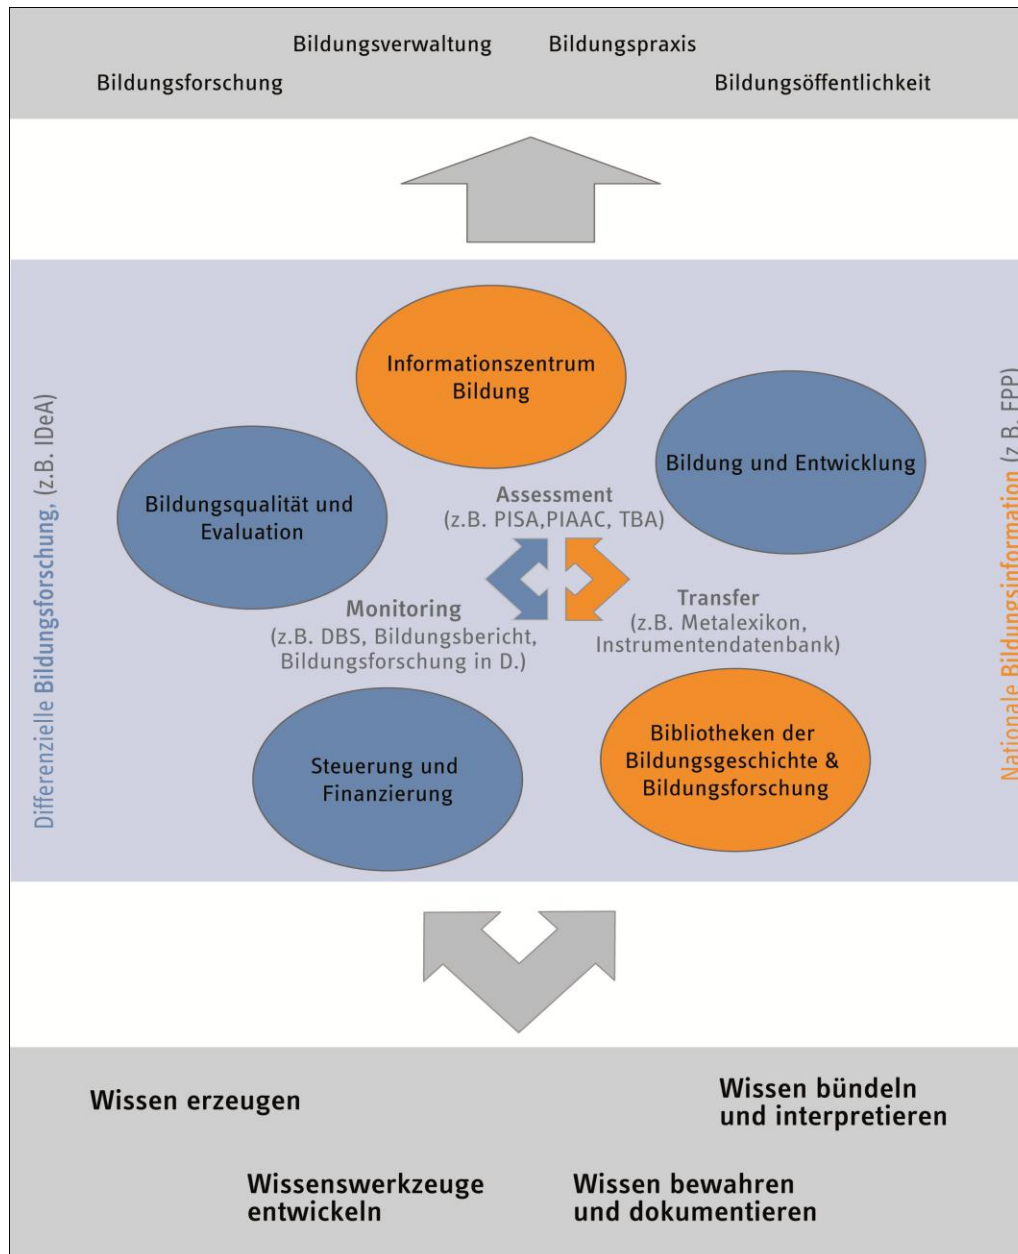 Bildungsverwaltung
Bildungspraxis
Bildungsforschung
Bildungsöffentlichkeit
Differenzielle Bildungsforschung, (z.B. IDeA)
Informationszentrum
Bildung
Bildung und Entwicklung
Bildungsqualität und
Evaluation
Assessment
(z.B. PISA,PIAAC, TBA)
Monitoring
(z.B. DBS, Bildungsbericht,
Bildungsforschung in D.)
Transfer
(z.B. Metalexikon,
Instrumentendatenbank)
Steuerung und
Finanzierung
Bibliotheken der
Bildungsgeschichte &
Bildungsforschung
Nationale Bildungsinformation (z.B. FPP)
Wissen erzeugen
Wissen bündeln
und interpretieren
Wissenswerkzeuge
entwickeln
Wissen bewahren
und dokumentieren